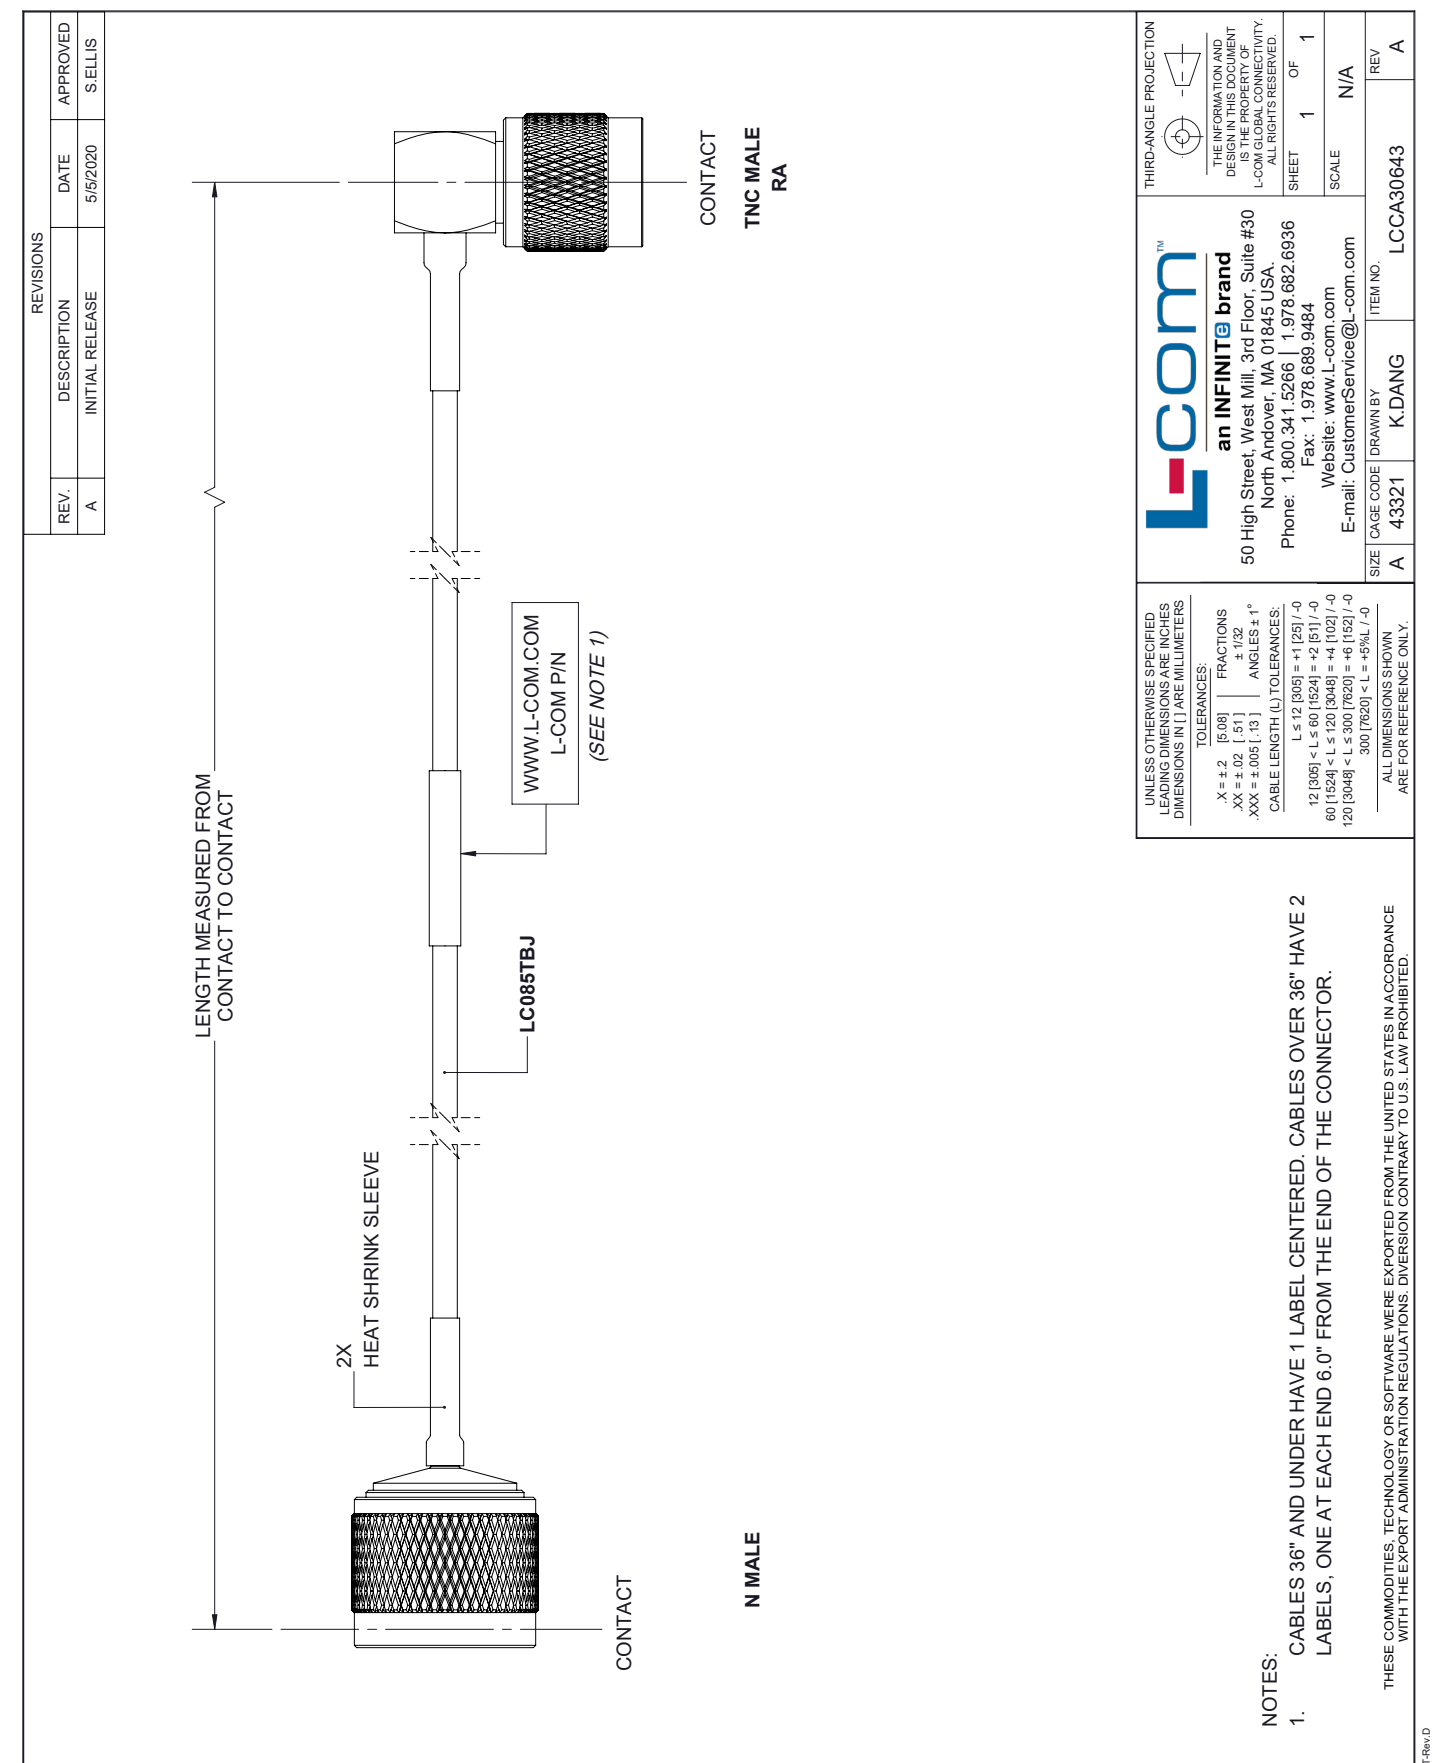 REVISIONS
REV. DESCRIPTION DATE APPROVED
A INITIAL RELEASE 5/5/2020 S.ELLIS
LENGTH MEASURED FROM
CONTACT TO CONTACT
2X
HEAT SHRINK SLEEVE
LC085TBJ
WWW.L-COM.COM
L-COM P/N
(SEE NOTE 1)
CONTACT
N MALE
CONTACT
TNC MALE
RA
NOTES:
1. CABLES 36" AND UNDER HAVE 1 LABEL CENTERED. CABLES OVER 36" HAVE 2
LABELS, ONE AT EACH END 6.0" FROM THE END OF THE CONNECTOR.
THESE COMMODITIES, TECHNOLOGY OR SOFTWARE WERE EXPORTED FROM THE UNITED STATES IN ACCORDANCE
WITH THE EXPORT ADMINISTRATION REGULATIONS. DIVERSION CONTRARY TO U.S. LAW PROHIBITED.
UNLESS OTHERWISE SPECIFIED
LEADING DIMENSIONS ARE INCHES
DIMENSIONS IN [ ] ARE MILLIMETERS
TOLERANCES:
.X = ± .2 [5.08] FRACTIONS
.XX = ± .02 [ .51 ] ± 1/32
.XXX = ± .005 [ .13 ] ANGLES ± 1°
CABLE LENGTH (L) TOLERANCES:
L ≤ 12 [305] = +1 [25] / -0
12 [305] < L ≤ 60 [1524] = +2 [51] / -0
60 [1524] < L ≤ 120 [3048] = +4 [102] / -0
120 [3048] < L ≤ 300 [7620] = +6 [152] / -0
300 [7620] < L = +5%L / -0
ALL DIMENSIONS SHOWN
ARE FOR REFERENCE ONLY.
L-com™
an INFINITe brand
50 High Street, West Mill, 3rd Floor, Suite #30
North Andover, MA 01845 USA.
Phone: 1.800.341.5266 | 1.978.682.6936
Fax: 1.978.689.9484
Website: www.L-com.com
E-mail: CustomerService@L-com.com
THIRD-ANGLE PROJECTION
THE INFORMATION AND
DESIGN IN THIS DOCUMENT
IS THE PROPERTY OF
L-COM GLOBAL CONNECTIVITY.
ALL RIGHTS RESERVED.
SHEET 1 OF 1
SCALE N/A
SIZE A
CAGE CODE 43321
DRAWN BY K.DANG
ITEM NO. LCCA30643
REV A
T-Rev.D